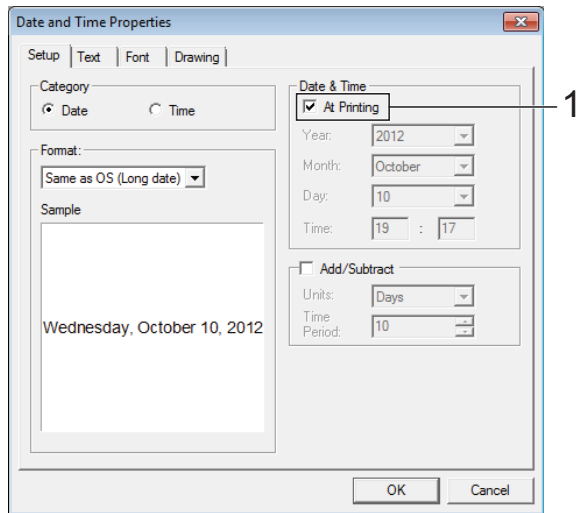 Date and Time Properties
Setup Text Font Drawing
Category
Date Time
Format:
Same as OS (Long date)
Sample
Wednesday, October 10, 2012
Date & Time
At Printing
1
Year: 2012
Month: October
Day: 10
Time: 19 : 17
Add/Subtract
Units: Days
Time
Period: 10
OK Cancel